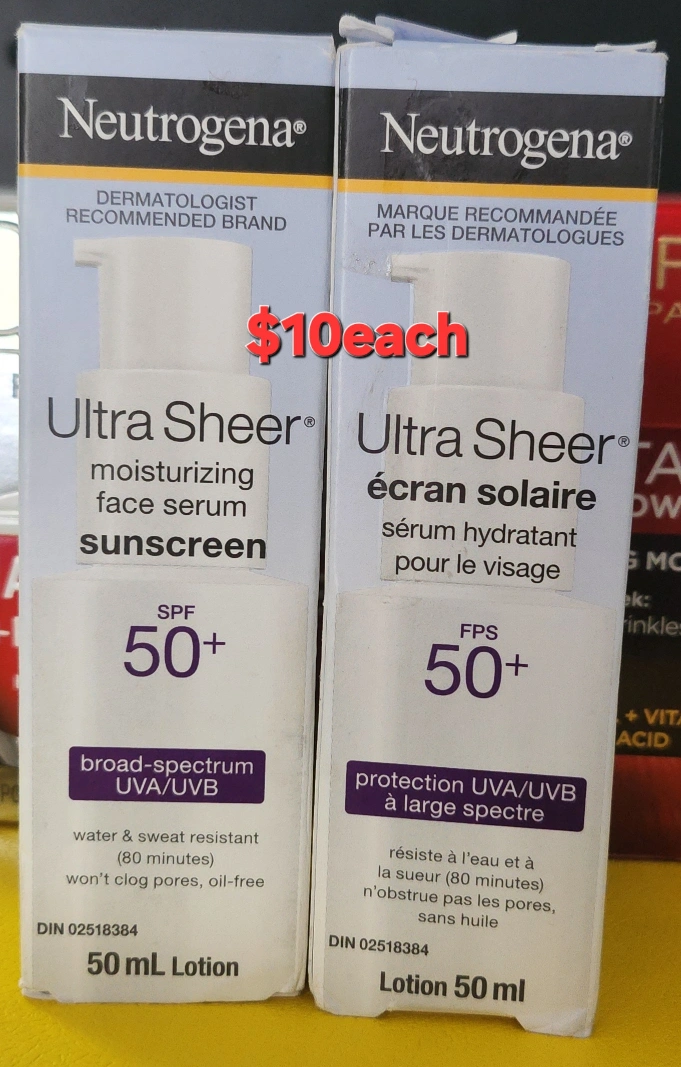 Neutrogena®
DERMATOLOGIST
RECOMMENDED BRAND
Ultra Sheer®
moisturizing
face serum
sunscreen
SPF
50+
broad-spectrum
UVA/UVB
water & sweat resistant
(80 minutes)
won't clog pores, oil-free
DIN 02518384
50 mL Lotion
$10each
Neutrogena®
MARQUE RECOMMANDÉE
PAR LES DERMATOLOGUES
Ultra Sheer®
écran solaire
sérum hydratant
pour le visage
FPS
50+
protection UVA/UVB
à large spectre
résiste à l'eau et à
la sueur (80 minutes)
n'obstrue pas les pores,
sans huile
DIN 02518384
Lotion 50 ml
+ VIT
ACID